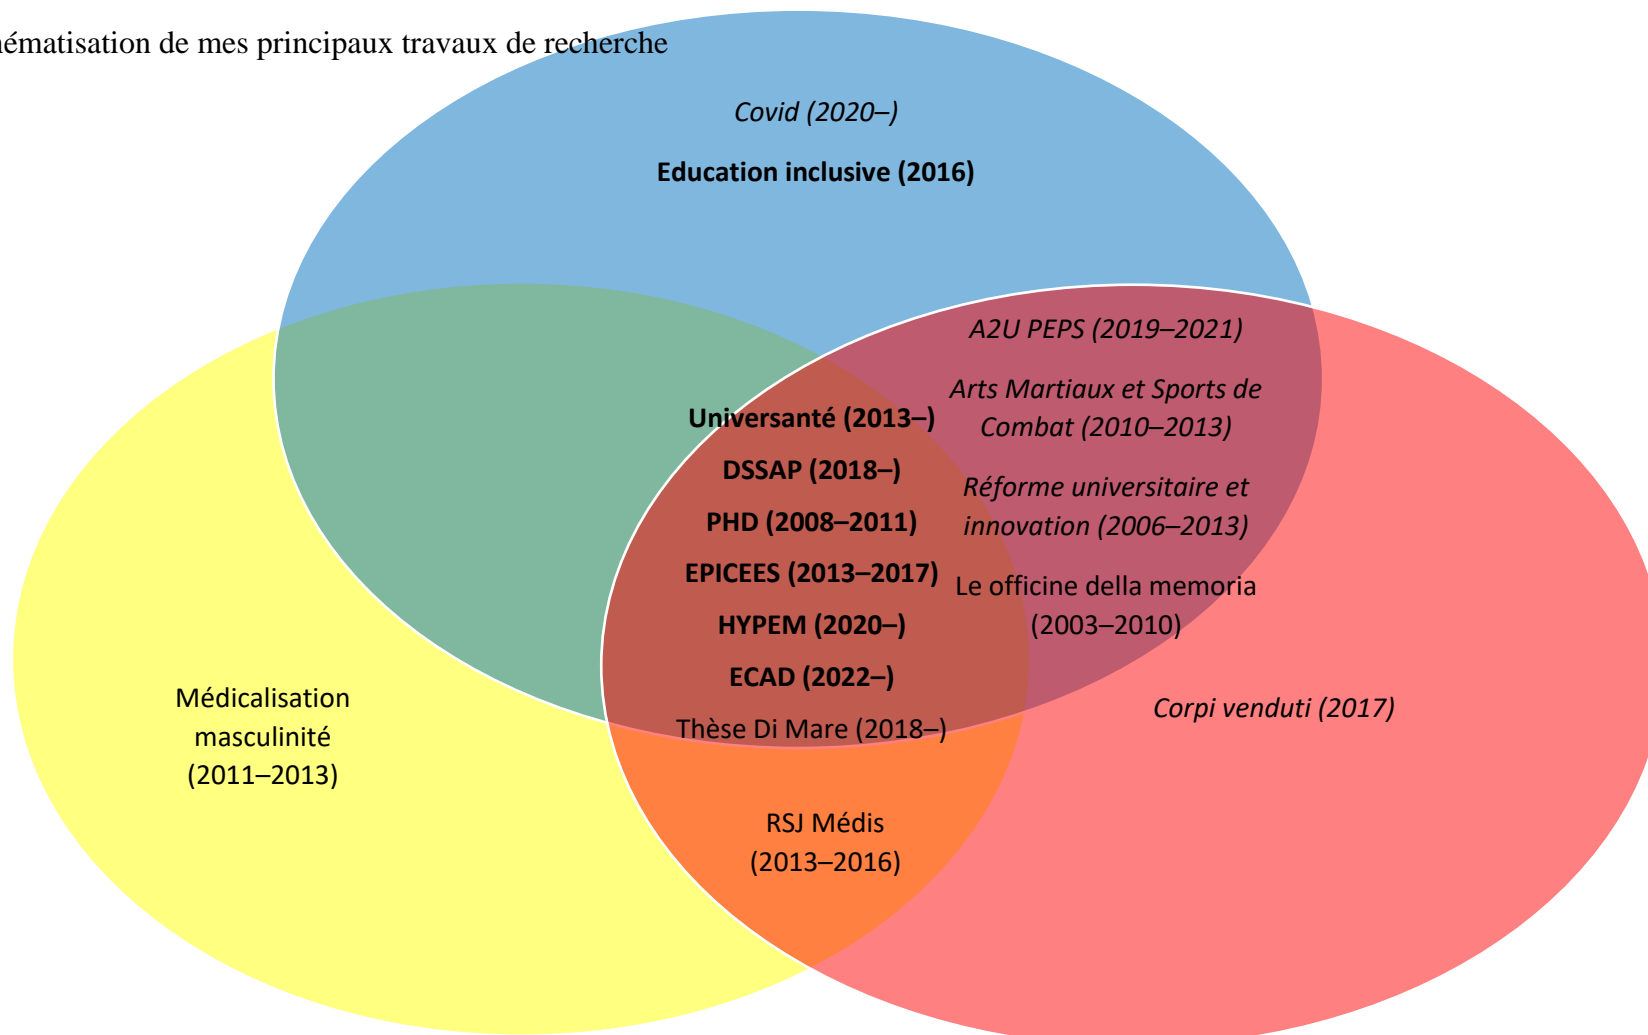 hématisation de mes principaux travaux de recherche
Covid (2020–)
Education inclusive (2016)
A2U PEPS (2019–2021)
Arts Martiaux et Sports de
Combat (2010–2013)
Réforme universitaire et
innovation (2006–2013)
Le officine della memoria
(2003–2010)
Universanté (2013–)
DSSAP (2018–)
PHD (2008–2011)
EPICEES (2013–2017)
HYPEM (2020–)
ECAD (2022–)
Thèse Di Mare (2018–)
Médicalisation
masculinité
(2011–2013)
Corpi venduti (2017)
RSJ Médis
(2013–2016)